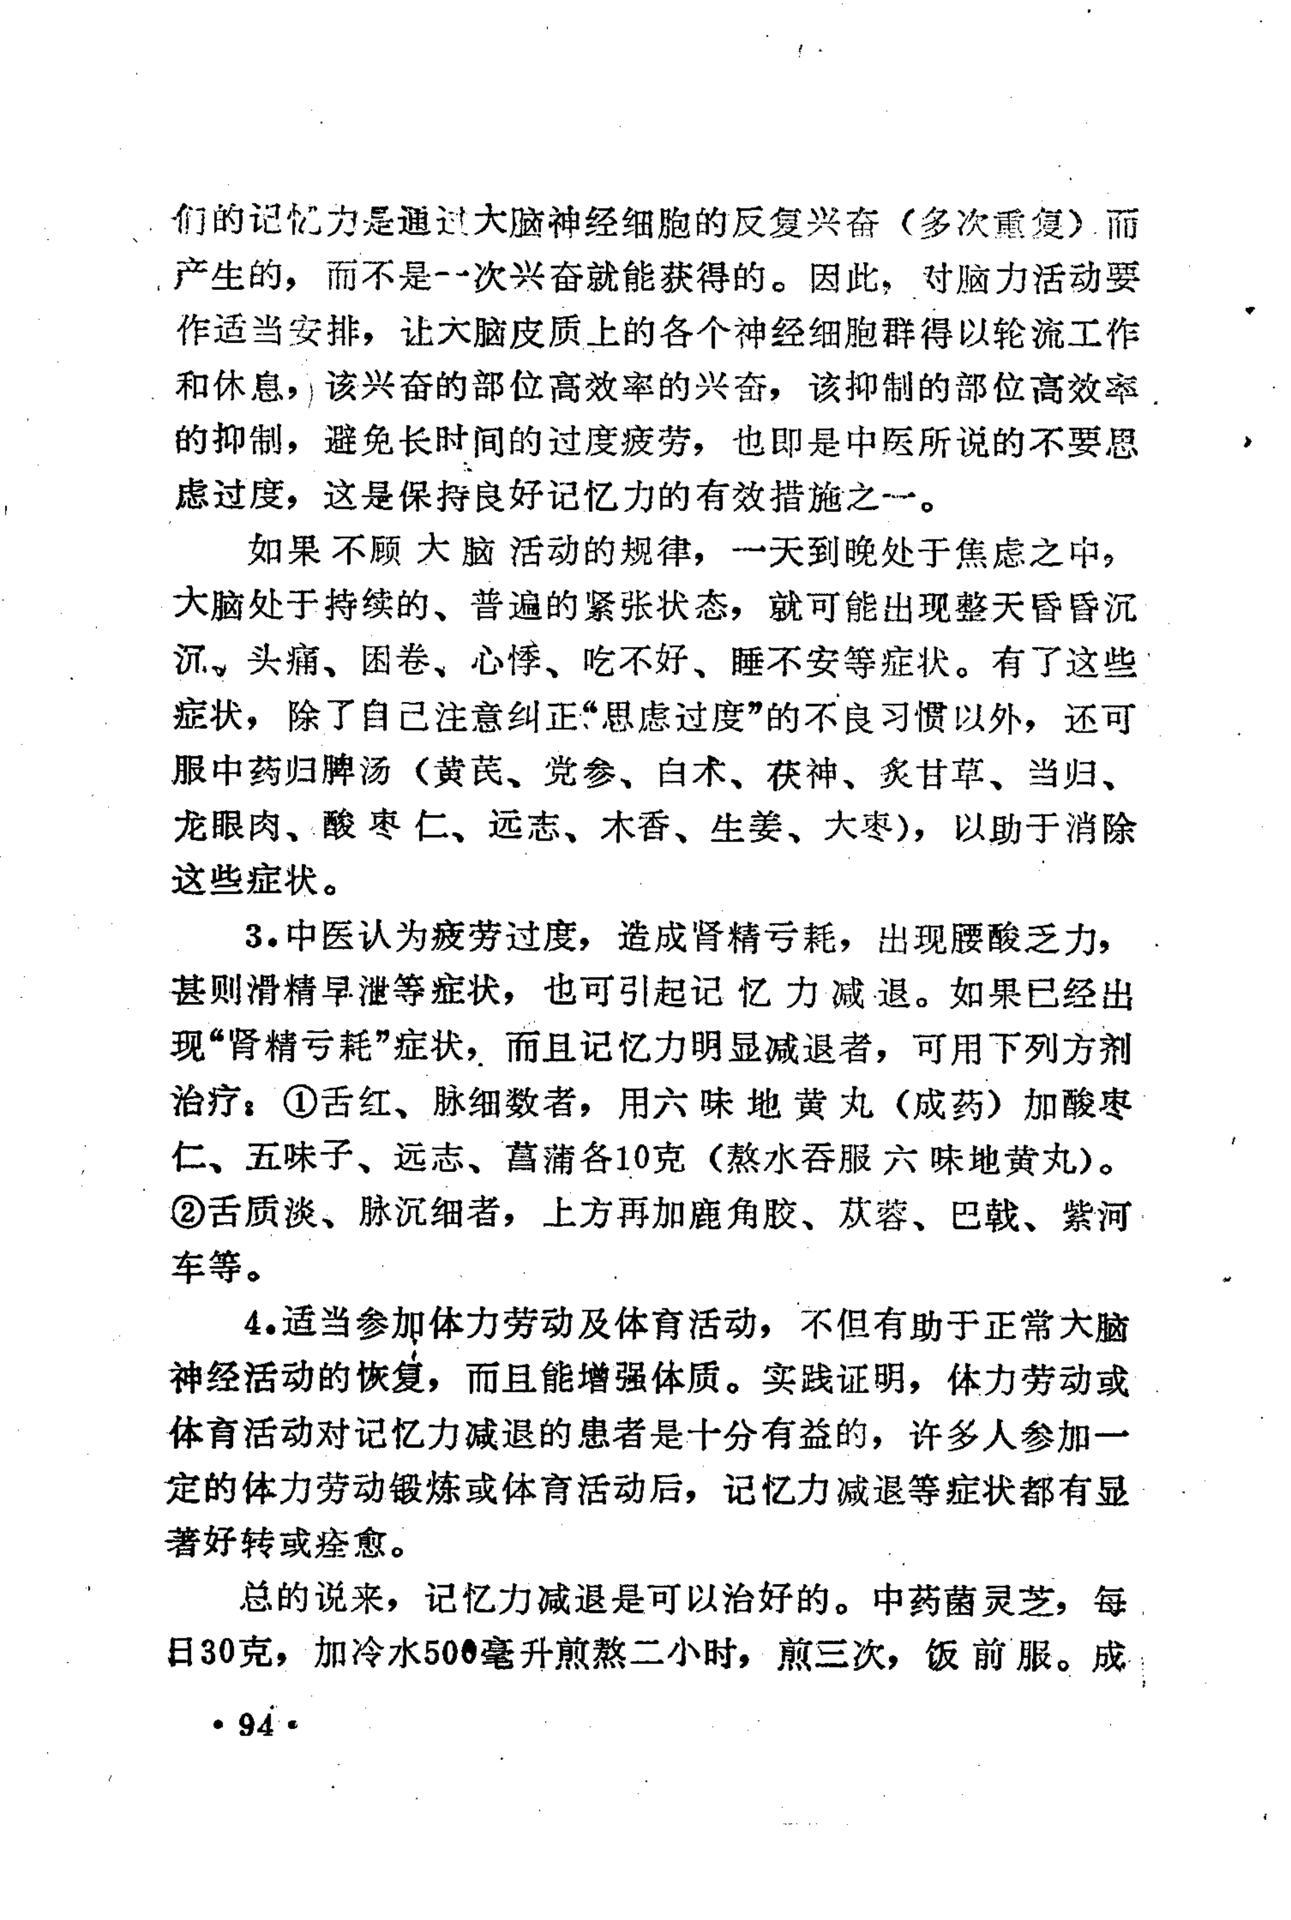 们的记忆力是通过大脑神经细胞的反复兴奋（多次重复）而
产生的，而不是一次兴奋就能获得的。因此，对脑力活动要
作适当安排，让大脑皮质上的各个神经细胞群得以轮流工作
和休息，该兴奋的部位高效率的兴奋，该抑制的部位高效率
的抑制，避免长时间的过度疲劳，也即是中医所说的不要思
虑过度，这是保持良好记忆力的有效措施之一。
如果不顾大脑活动的规律，一天到晚处于焦虑之中，
大脑处于持续的、普遍的紧张状态，就可能出现整天昏昏沉
沉、头痛、困卷、心悸、吃不好、睡不安等症状。有了这些
症状，除了自己注意纠正“思虑过度”的不良习惯以外，还可
服中药归脾汤（黄芪、党参、白术、茯神、炙甘草、当归、
龙眼肉、酸枣仁、远志、木香、生姜、大枣），以助于消除
这些症状。
3.中医认为疲劳过度，造成肾精亏耗，出现腰酸乏力，
甚则滑精早泄等症状，也可引起记忆力减退。如果已经出
现“肾精亏耗”症状，而且记忆力明显减退者，可用下列方剂
治疗：①舌红、脉细数者，用六味地黄丸（成药）加酸枣
仁、五味子、远志、菖蒲各10克（熬水吞服六味地黄丸）。
②舌质淡、脉沉细者，上方再加鹿角胶、苁蓉、巴戟、紫河
车等。
4.适当参加体力劳动及体育活动，不但有助于正常大脑
神经活动的恢复，而且能增强体质。实践证明，体力劳动或
体育活动对记忆力减退的患者是十分有益的，许多人参加一
定的体力劳动锻炼或体育活动后，记忆力减退等症状都有显
著好转或痊愈。
总的说来，记忆力减退是可以治好的。中药菌灵芝，每
日30克，加冷水500毫升煎熬二小时，煎三次，饭前服。成
·94·